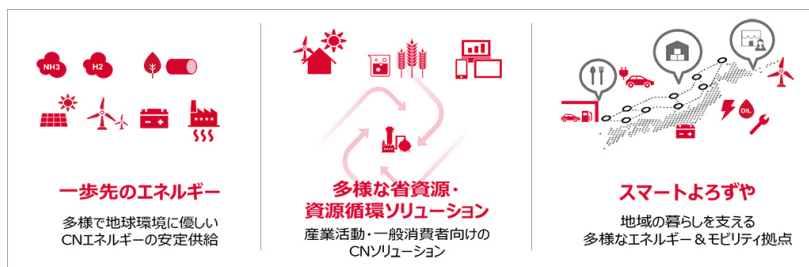 NH3
H2
一歩先のエネルギー
多様で地球環境に優しい
CNエネルギーの安定供給
多様な省資源・
資源循環ソリューション
産業活動・一般消費者向けの
CNソリューション
OIL
スマートよろずや
地域の暮らしを支える
多様なエネルギー＆モビリティ拠点